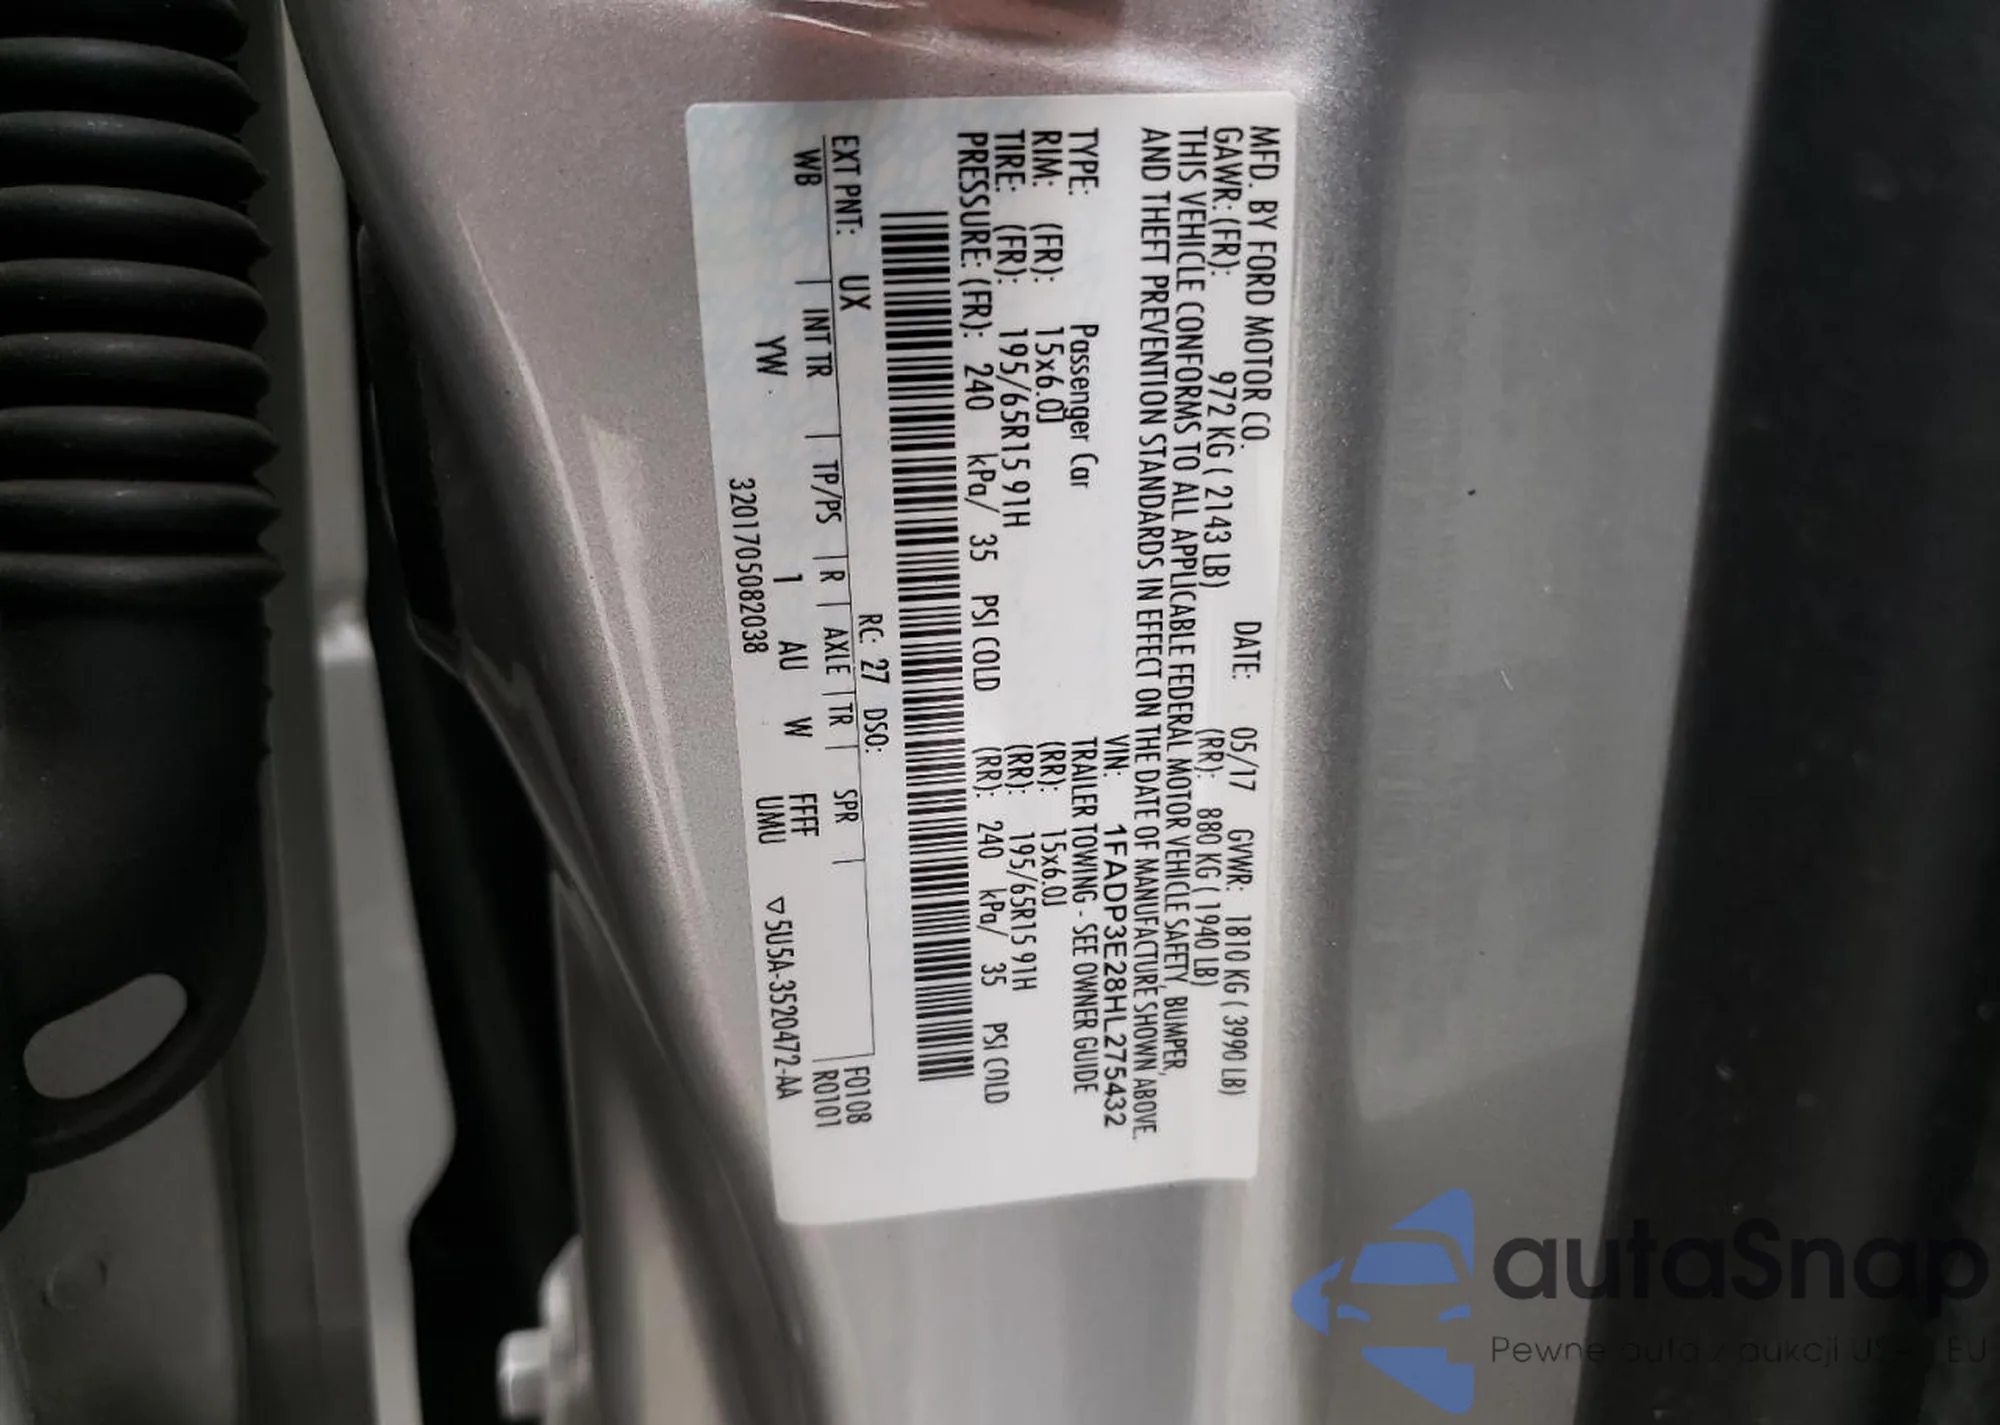 MFD. BY FORD MOTOR CO. DATE: 05/17 GVWR: 1810 KG ( 3990 LB)
GAWR: (FR): 972 KG ( 2143 LB) (RR): 880 KG ( 1940 LB)
THIS VEHICLE CONFORMS TO ALL APPLICABLE FEDERAL MOTOR VEHICLE SAFETY, BUMPER,
AND THEFT PREVENTION STANDARDS IN EFFECT ON THE DATE OF MANUFACTURE SHOWN ABOVE.
VIN: 1FADP3E28HL275432
TYPE: Passenger Car TRAILER TOWING - SEE OWNER GUIDE
RIM: (FR): 15x6.0J (RR): 15x6.0J
TIRE: (FR): 195/65R15 91H (RR): 195/65R15 91H
PRESSURE: (FR): 240 kPa/ 35 PSI COLD (RR): 240 kPa/ 35 PSI COLD
RC: 27 DSO:
EXT PNT: UX F0108
WB INT TR TP/PS R AXLE TR SPR R0101
YW 1 AU W FFFF
UMU ▽5U5A-3520472-AA
3201705082038
autaSnap
Pewne auta z aukcji USA i EU